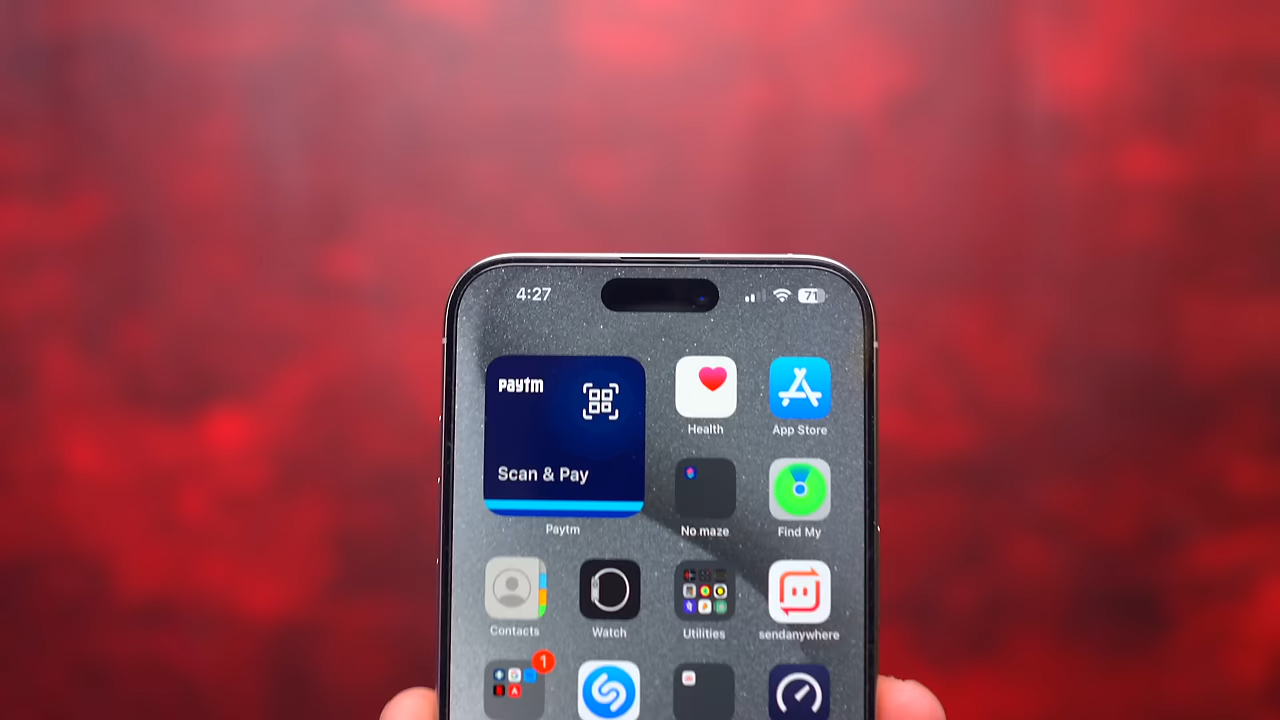 4:27
71
paytm
Scan & Pay
Paytm
Health
App Store
No maze
Find My
Contacts
Watch
Utilities
sendanywhere
1